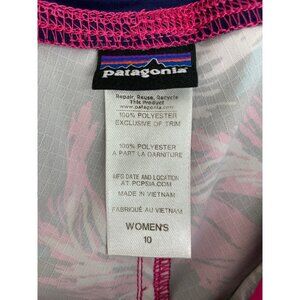 patagonia
Repair, Reuse, Recycle
This Product
www.patagonia.com
100% POLYESTER
EXCLUSIVE OF TRIM
100% POLYESTER
A PART LA GARNITURE
MFG DATE AND LOCATION
AT POPSIA.COM
MADE IN VIETNAM
FABRIQUÉ AU VIETNAM
WOMEN'S
10